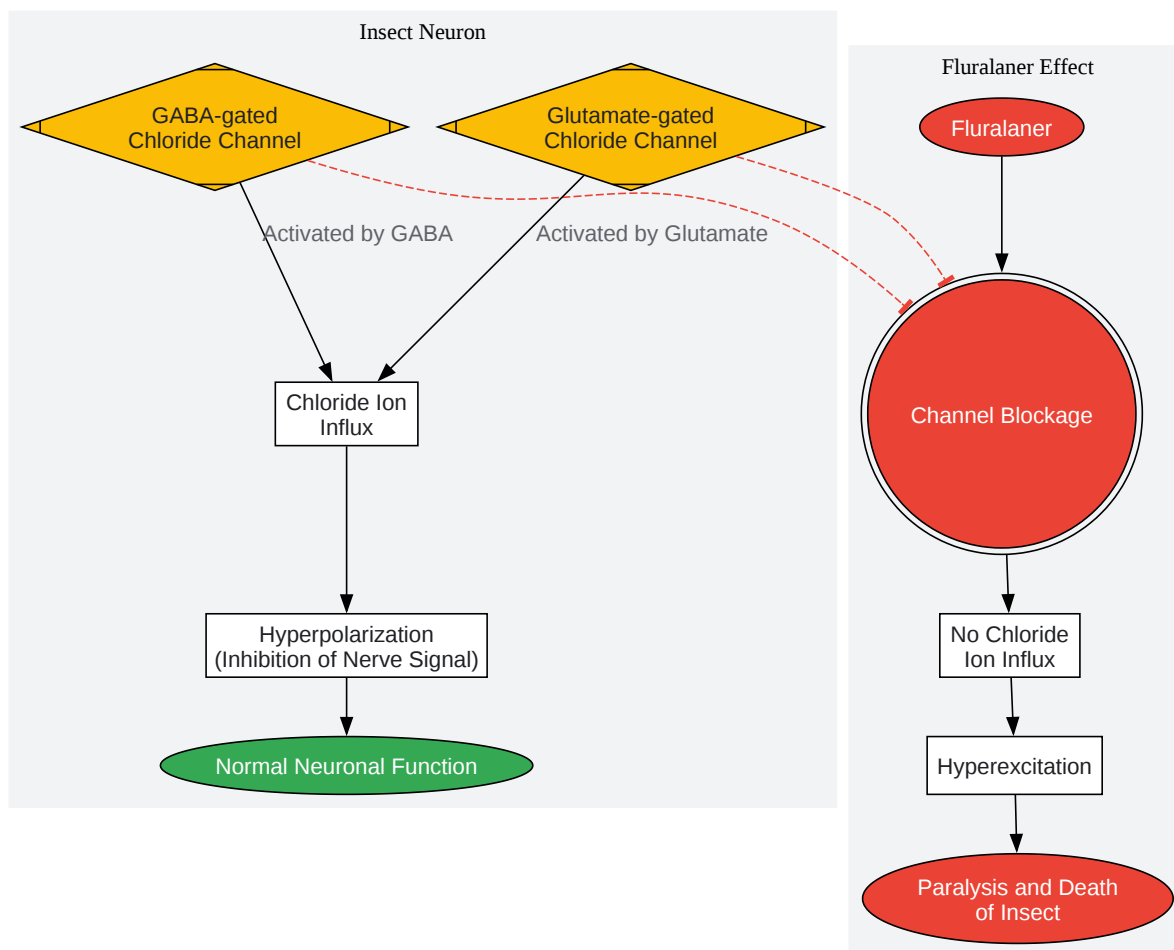 Insect Neuron
GABA-gated
Chloride Channel
Glutamate-gated
Chloride Channel
Activated by GABA
Activated by Glutamate
Chloride Ion
Influx
Hyperpolarization
(Inhibition of Nerve Signal)
Normal Neuronal Function
Fluralaner Effect
Fluralaner
Channel Blockage
No Chloride
Ion Influx
Hyperexcitation
Paralysis and Death
of Insect